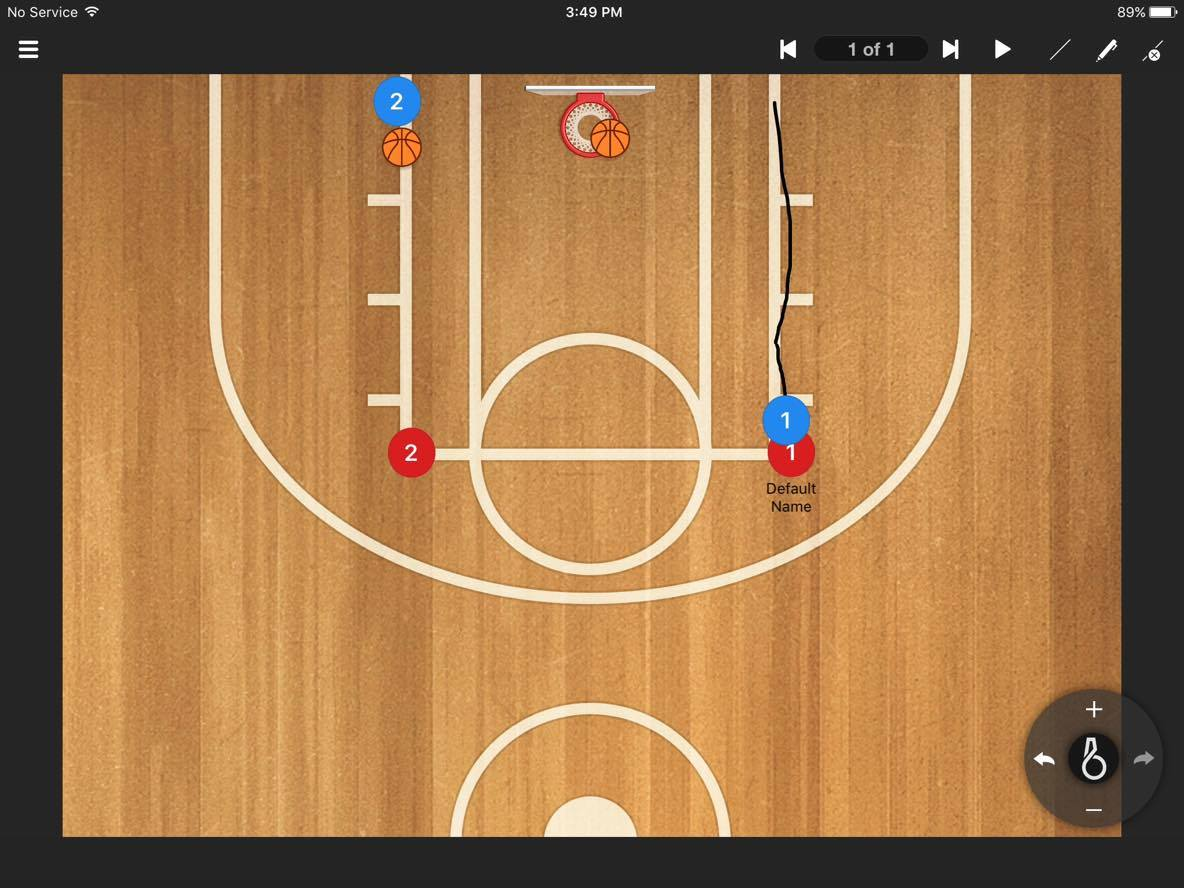 No Service
3:49 PM
89%
1 of 1
2
2
1
1
Default
Name